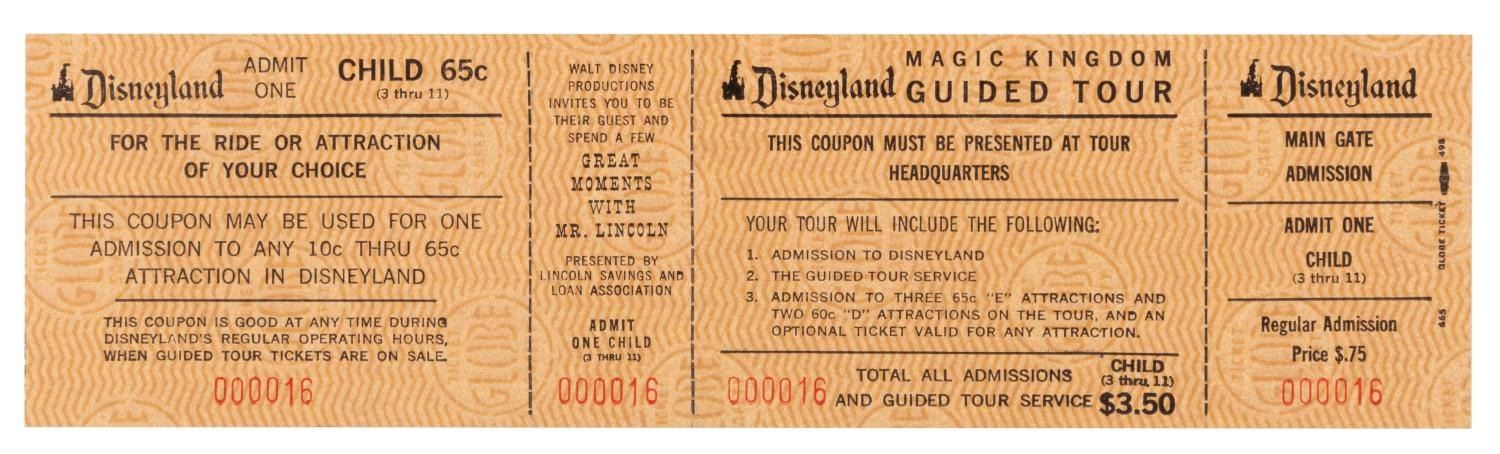 Disneyland
ADMIT
ONE
CHILD 65c
(3 thru 11)
FOR THE RIDE OR ATTRACTION
OF YOUR CHOICE
THIS COUPON MAY BE USED FOR ONE
ADMISSION TO ANY 10c THRU 65c
ATTRACTION IN DISNEYLAND
THIS COUPON IS GOOD AT ANY TIME DURING
DISNEYLAND'S REGULAR OPERATING HOURS,
WHEN GUIDED TOUR TICKETS ARE ON SALE.
000016
WALT DISNEY
PRODUCTIONS
INVITES YOU TO BE
THEIR GUEST AND
SPEND A FEW
GREAT
MOMENTS
WITH
MR. LINCOLN
PRESENTED BY
LINCOLN SAVINGS AND
LOAN ASSOCIATION
ADMIT
ONE CHILD
(3 THRU 11)
000016
Disneyland
MAGIC KINGDOM
GUIDED TOUR
THIS COUPON MUST BE PRESENTED AT TOUR
HEADQUARTERS
YOUR TOUR WILL INCLUDE THE FOLLOWING:
1. ADMISSION TO DISNEYLAND
2. THE GUIDED TOUR SERVICE
3. ADMISSION TO THREE 65c "E" ATTRACTIONS AND
TWO 60c "D" ATTRACTIONS ON THE TOUR, AND AN
OPTIONAL TICKET VALID FOR ANY ATTRACTION.
000016
TOTAL ALL ADMISSIONS
AND GUIDED TOUR SERVICE
CHILD
(3 thru 11)
$3.50
Disneyland
MAIN GATE
ADMISSION
ADMIT ONE
CHILD
(3 thru 11)
Regular Admission
Price $.75
000016
665 GLOBE TICKET 498